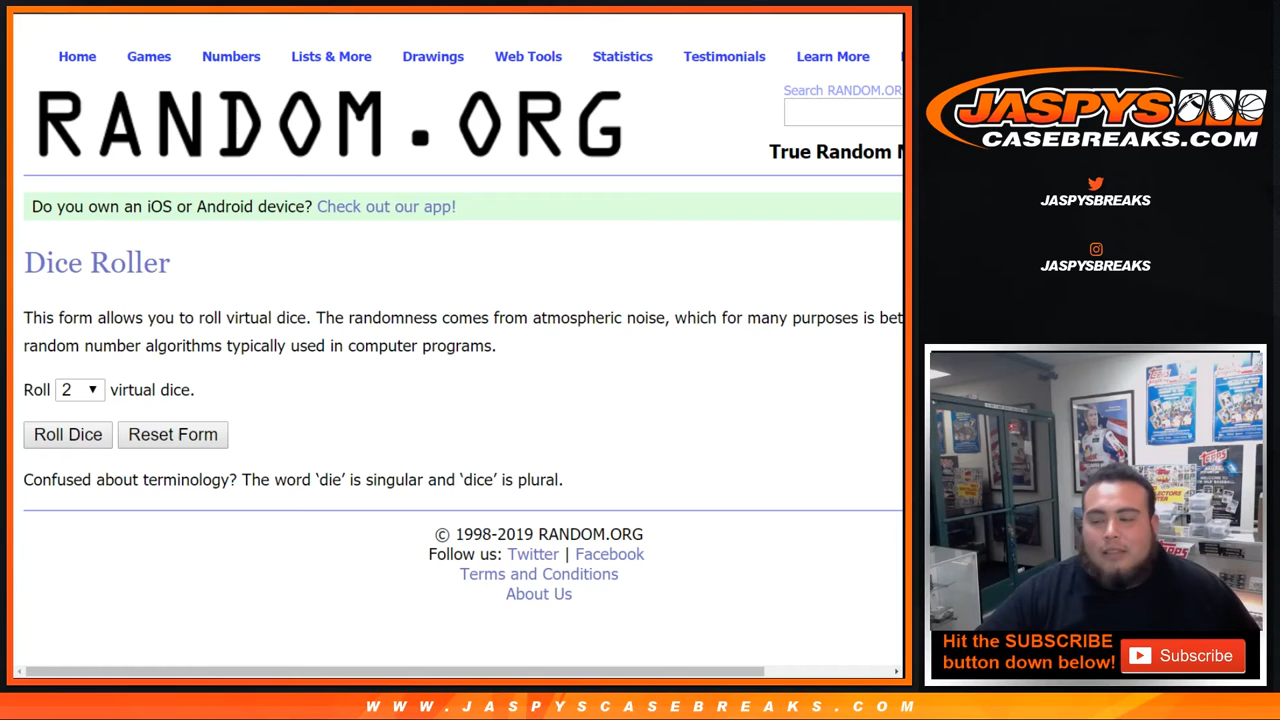 Home Games Numbers Lists & More Drawings Web Tools Statistics Testimonials Learn More
RANDOM.ORG
Search RANDOM.OR
True Random
Do you own an iOS or Android device? Check out our app!
Dice Roller
This form allows you to roll virtual dice. The randomness comes from atmospheric noise, which for many purposes is bet
random number algorithms typically used in computer programs.
Roll 2 virtual dice.
Roll Dice Reset Form
Confused about terminology? The word ‘die’ is singular and ‘dice’ is plural.
© 1998-2019 RANDOM.ORG
Follow us: Twitter | Facebook
Terms and Conditions
About Us
JASPYS
CASEBREAKS.COM
JASPYSBREAKS
JASPYSBREAKS
Hit the SUBSCRIBE
button down below!
Subscribe
WWW.JASPYSCASEBREAKS.COM